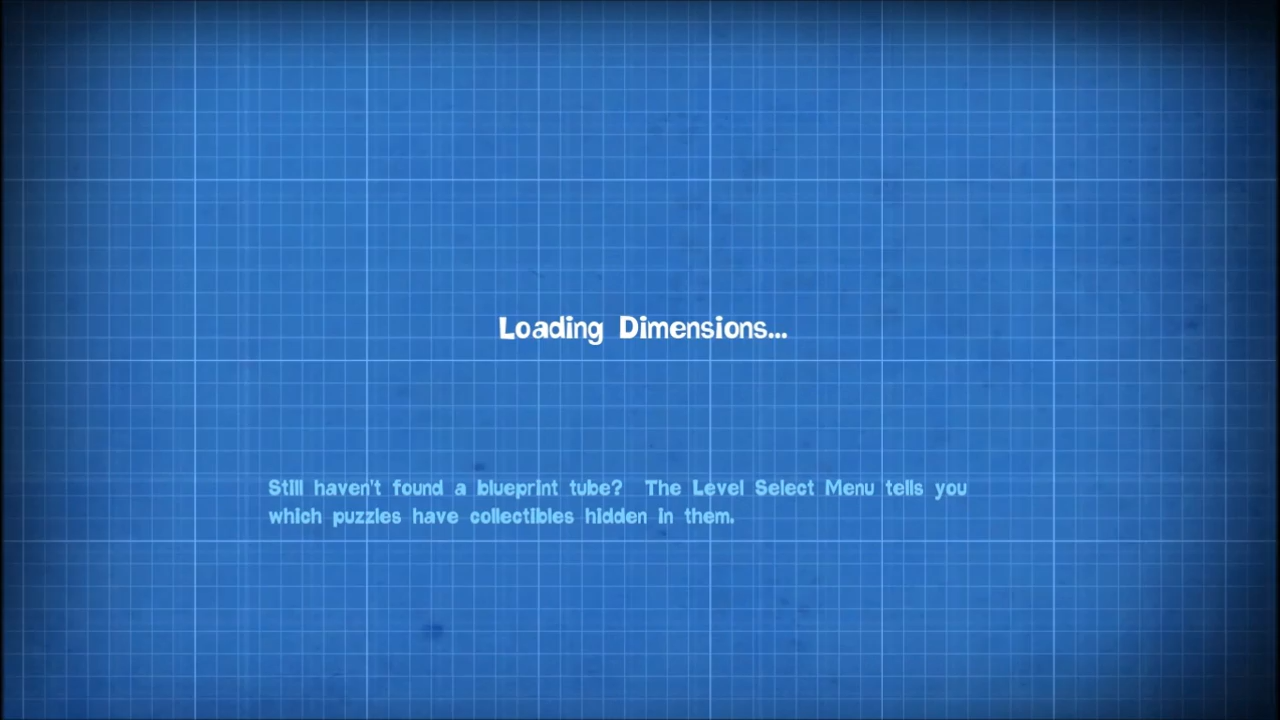 Loading Dimensions...
Still haven't found a blueprint tube?  The Level Select Menu tells you
which puzzles have collectibles hidden in them.